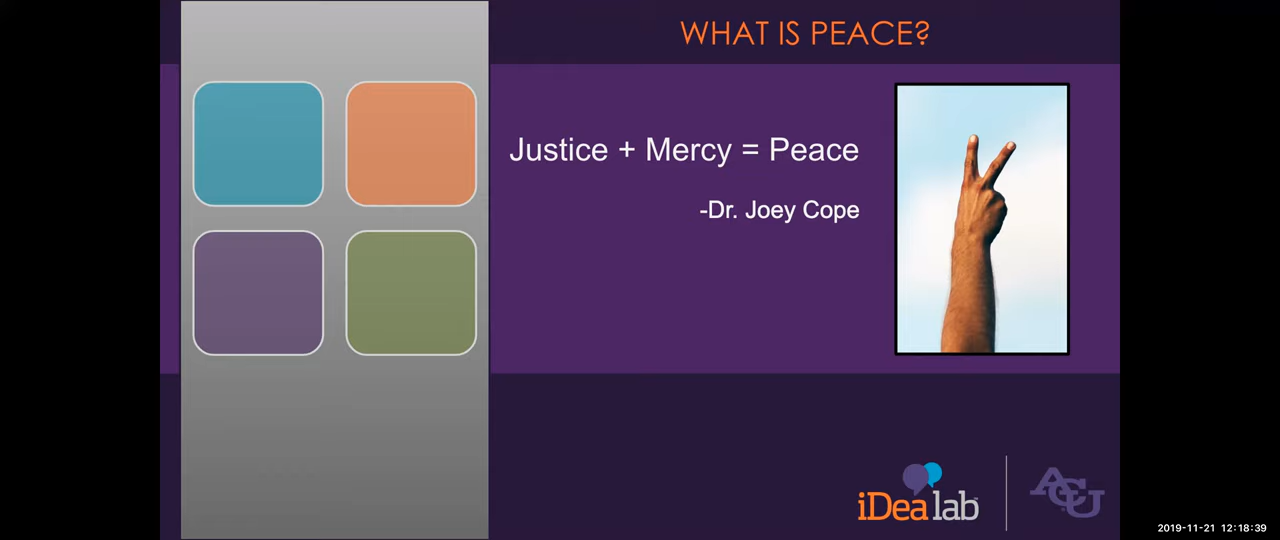 WHAT IS PEACE?
Justice + Mercy = Peace
-Dr. Joey Cope
iDea lab
ACU
2019-11-21 12:18:39